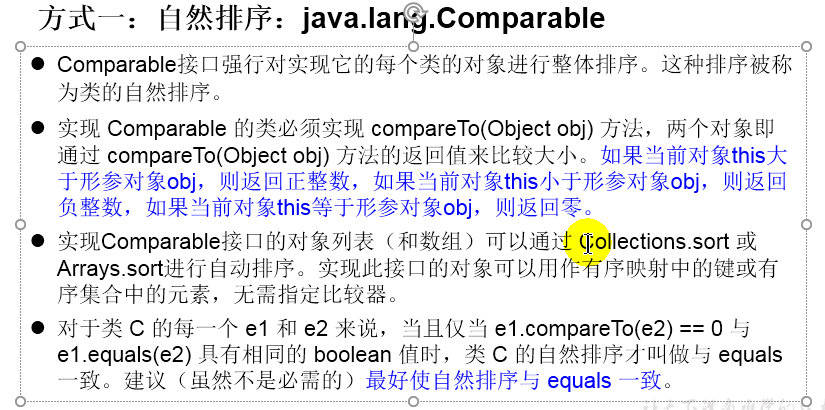 方式一：自然排序：java.lang.Comparable
● Comparable接口强行对实现它的每个类的对象进行整体排序。这种排序被称
为类的自然排序。
● 实现 Comparable 的类必须实现 compareTo(Object obj) 方法，两个对象即
通过 compareTo(Object obj) 方法的返回值来比较大小。如果当前对象this大
于形参对象obj，则返回正整数，如果当前对象this小于形参对象obj，则返回
负整数，如果当前对象this等于形参对象obj，则返回零。
● 实现Comparable接口的对象列表（和数组）可以通过 Collections.sort 或
Arrays.sort进行自动排序。实现此接口的对象可以用作有序映射中的键或有
序集合中的元素，无需指定比较器。
● 对于类 C 的每一个 e1 和 e2 来说，当且仅当 e1.compareTo(e2) == 0 与
e1.equals(e2) 具有相同的 boolean 值时，类 C 的自然排序才叫做与 equals
一致。建议（虽然不是必需的）最好使自然排序与 equals 一致。